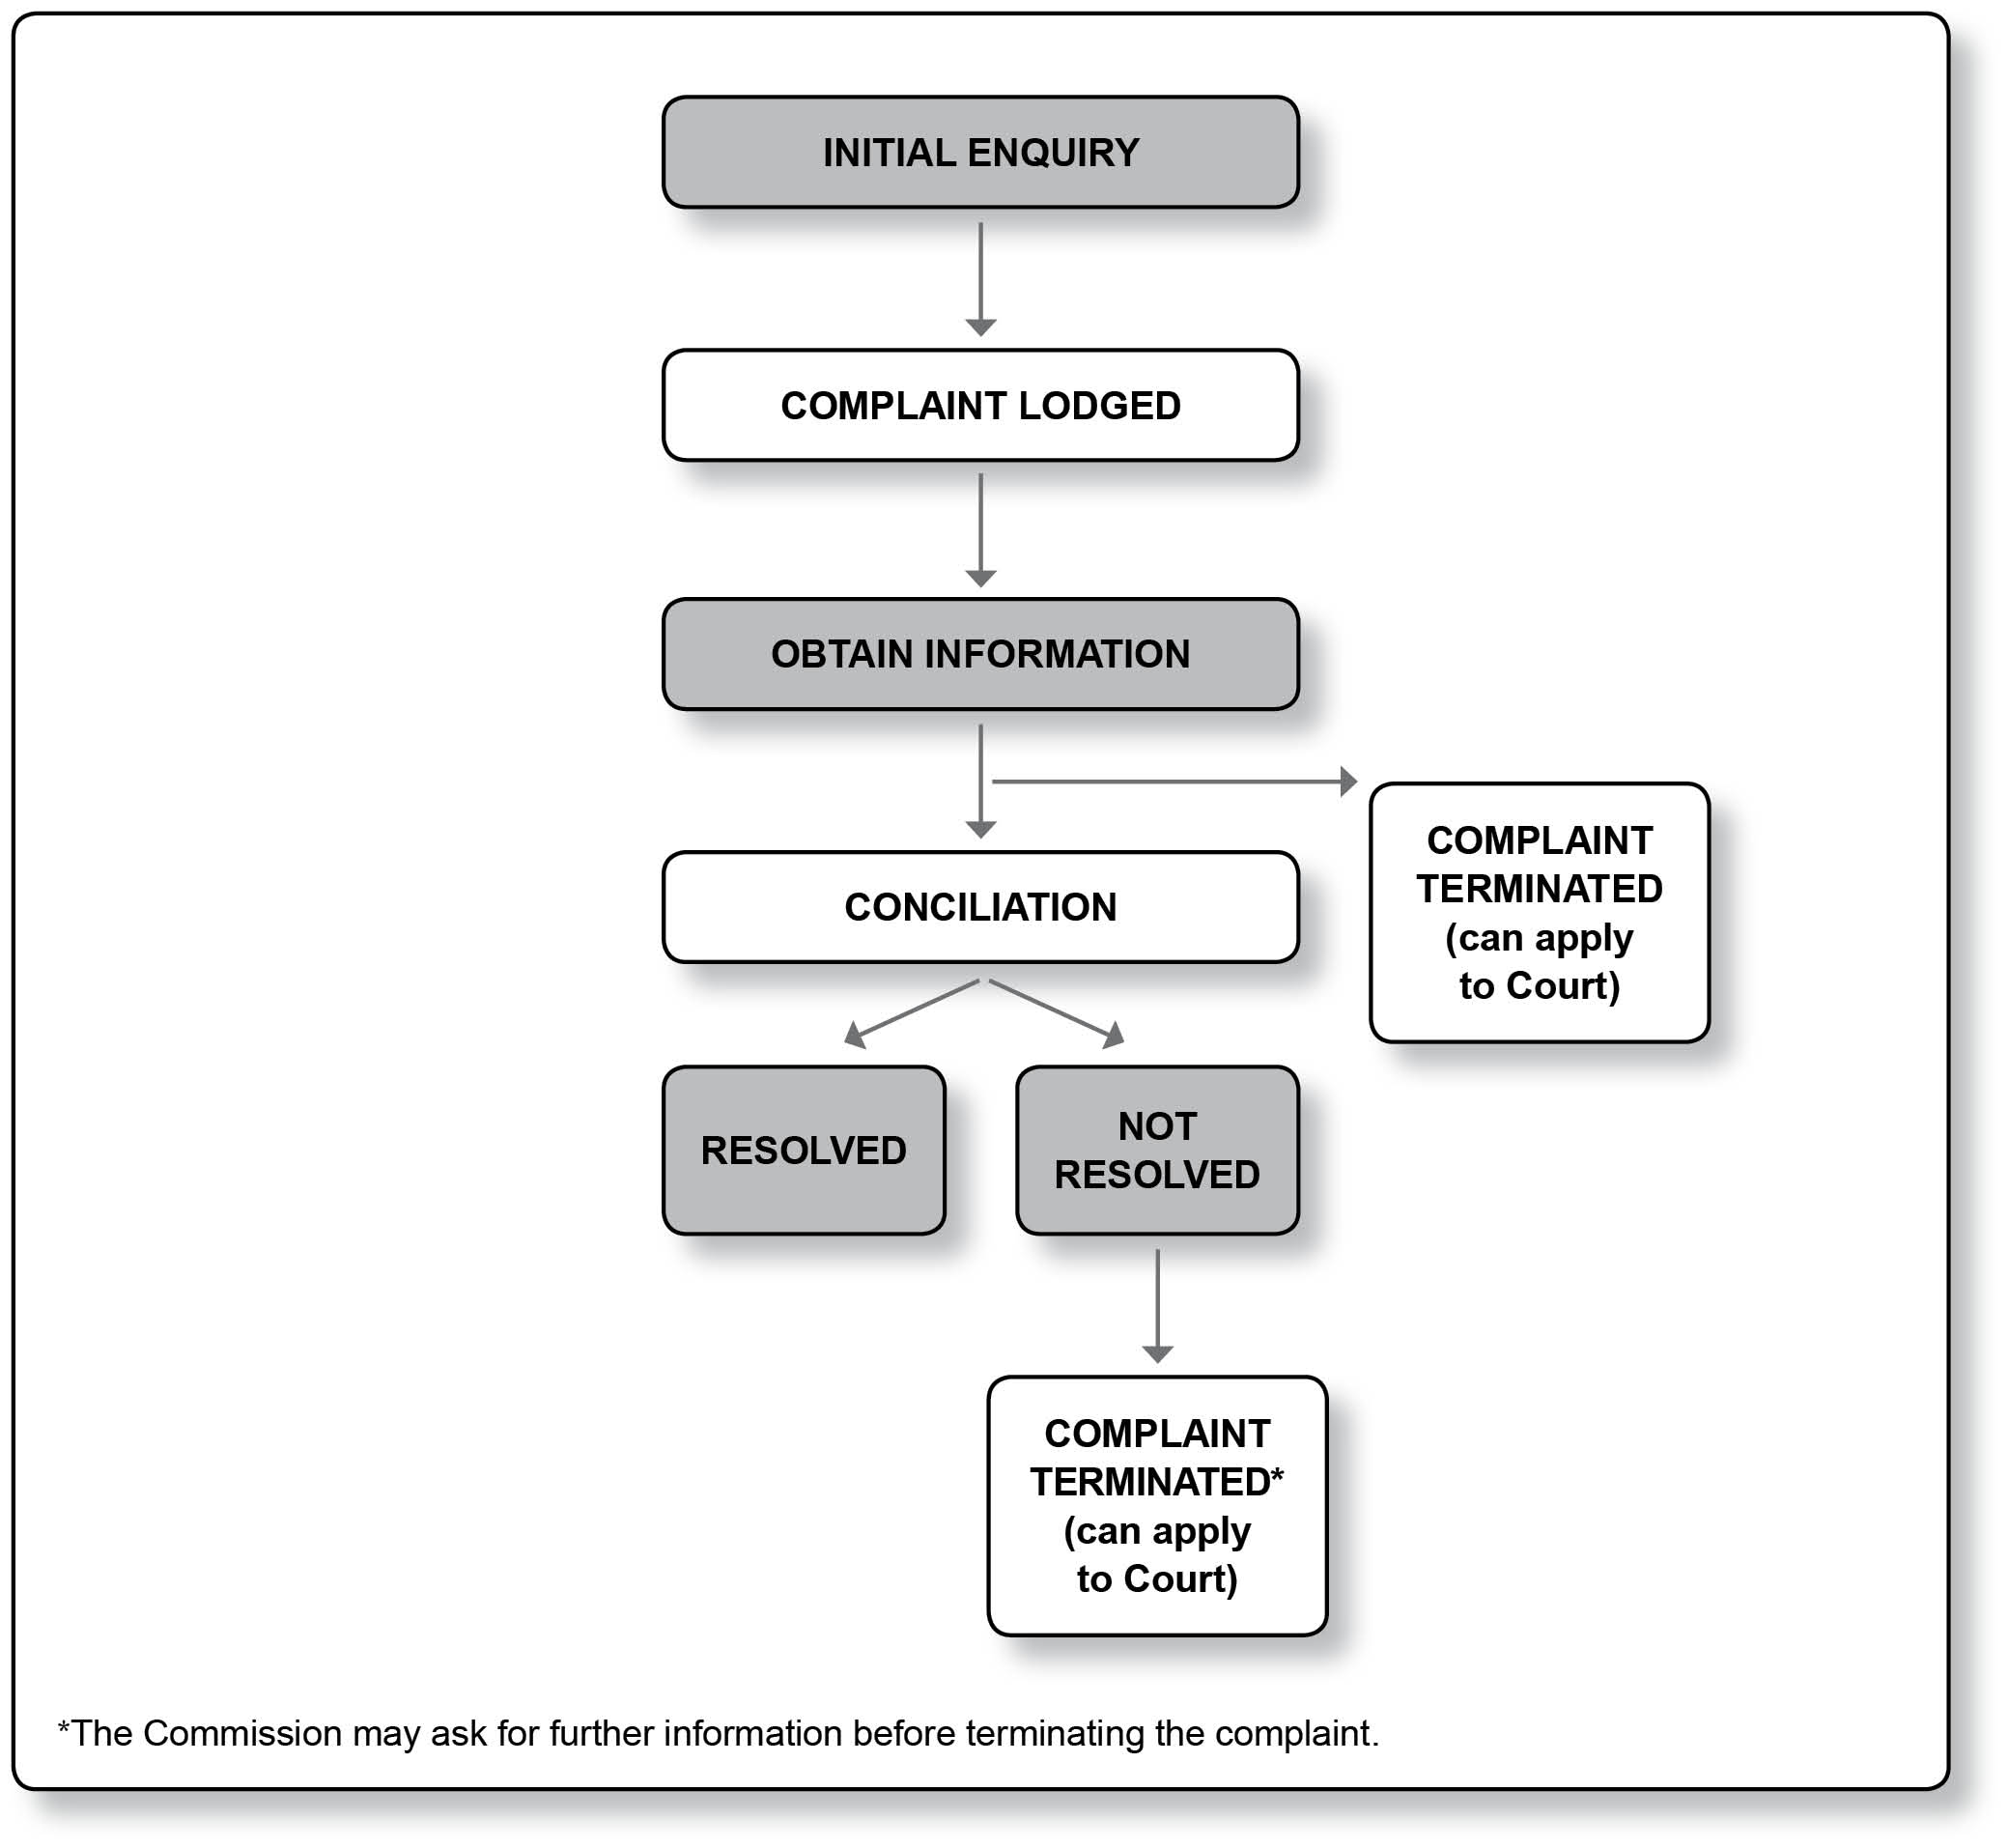 INITIAL ENQUIRY
COMPLAINT LODGED
OBTAIN INFORMATION
CONCILIATION
COMPLAINT
TERMINATED
(can apply
to Court)
RESOLVED
NOT
RESOLVED
COMPLAINT
TERMINATED*
(can apply
to Court)
*The Commission may ask for further information before terminating the complaint.